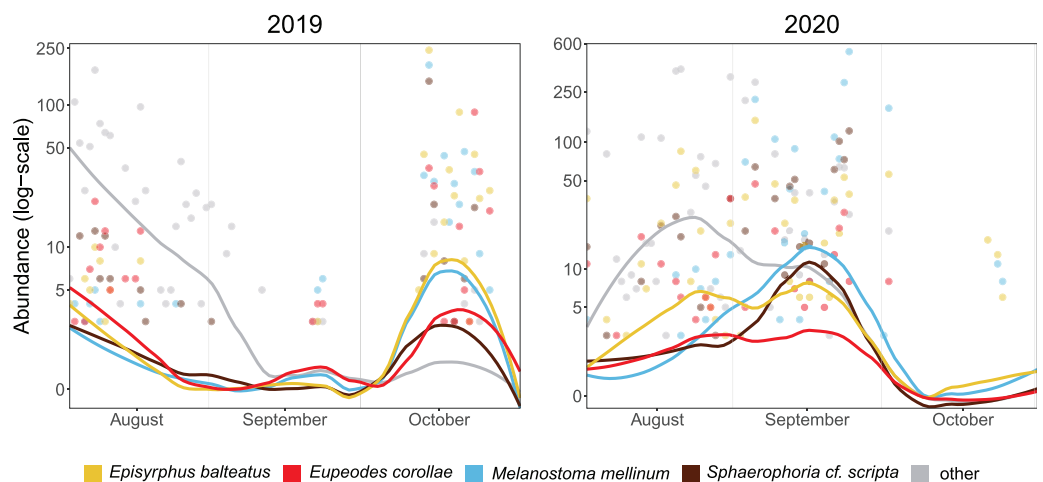 2019
2020
Abundance (log−scale)
250
100
50
10
5
0
600
250
100
50
10
5
0
August
September
October
August
September
October
Episyrphus balteatus
Eupeodes corollae
Melanostoma mellinum
Sphaerophoria cf. scripta
other